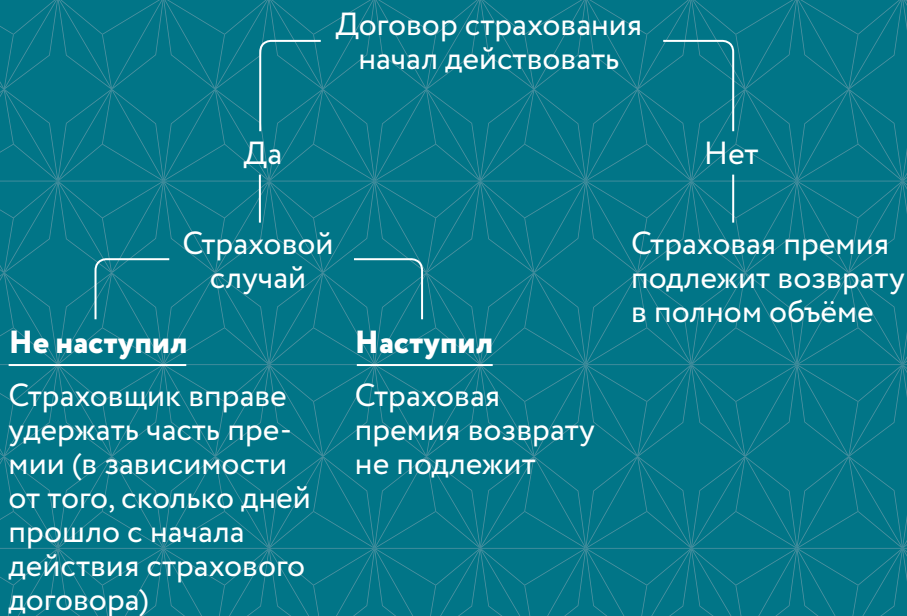 Договор страхования
начал действовать
Да
Нет
Страховой
случай
Страховая премия
подлежит возврату
в полном объёме
Не наступил
Страховщик вправе
удержать часть пре-
мии (в зависимости
от того, сколько дней
прошло с начала
действия страхового
договора)
Наступил
Страховая
премия возврату
не подлежит